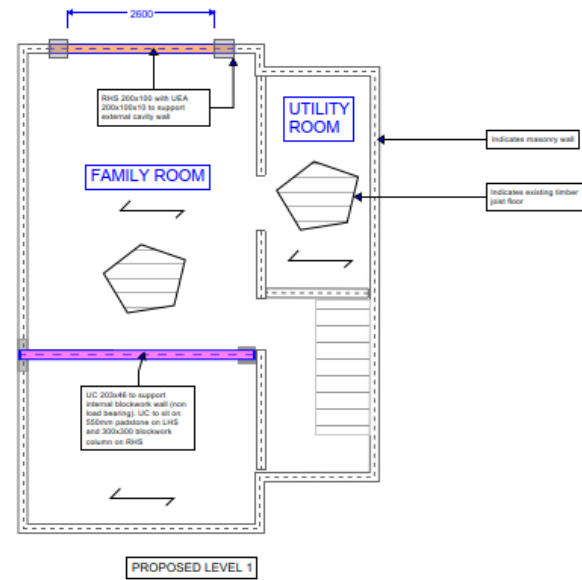 2600
RHS 200x100 with UEA
200x100x10 to support
external cavity wall
UTILITY
ROOM
Indicates masonry wall
FAMILY ROOM
Indicates existing timber
joist floor
UC 203x46 to support
internal blockwork wall (non
load bearing). UC to sit on
550mm padstone on LHS
and 300x300 blockwork
column on RHS
PROPOSED LEVEL 1